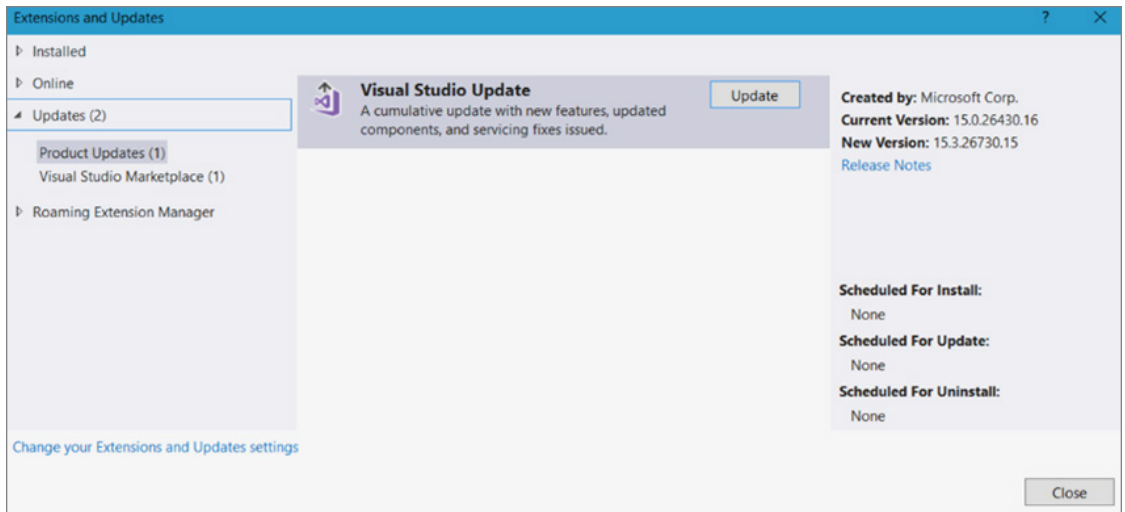 Extensions and Updates
?
Installed
Online
Updates (2)
Product Updates (1)
Visual Studio Marketplace (1)
Roaming Extension Manager
Visual Studio Update
A cumulative update with new features, updated
components, and servicing fixes issued.
Update
Created by: Microsoft Corp.
Current Version: 15.0.26430.16
New Version: 15.3.26730.15
Release Notes
Scheduled For Install:
None
Scheduled For Update:
None
Scheduled For Uninstall:
None
Change your Extensions and Updates settings
Close